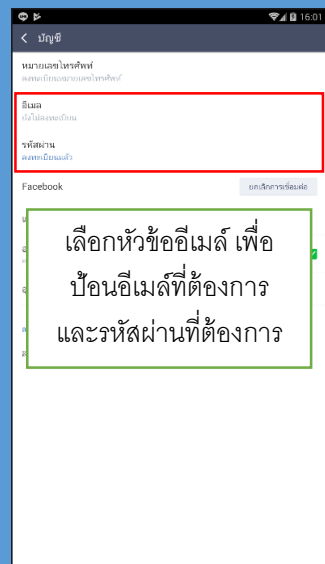 16:01
บัญชี
หมายเลขโทรศัพท์
ลงทะเบียนหมายเลขโทรศัพท์
อีเมล
ยังไม่ลงทะเบียน
รหัสผ่าน
ลงทะเบียนแล้ว
Facebook
ยกเลิกการเชื่อมต่อ
เลือกหัวข้ออีเมล์ เพื่อ
ป้อนอีเมล์ที่ต้องการ
และรหัสผ่านที่ต้องการ